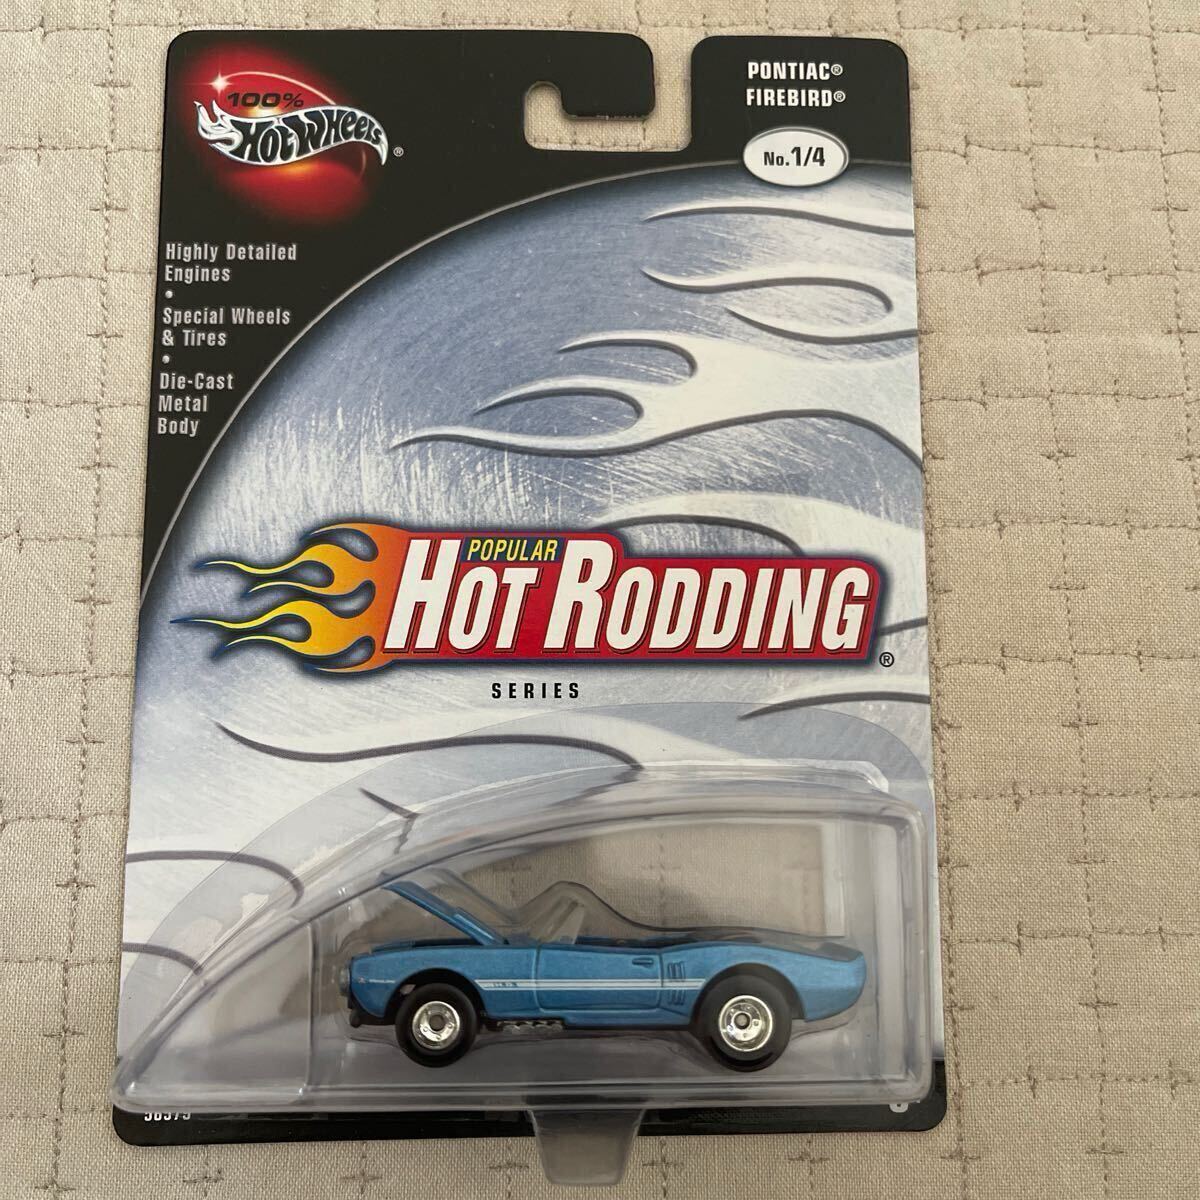 100%
Hot Wheels ®
PONTIAC®
FIREBIRD®
No.1/4
Highly Detailed
Engines
•
Special Wheels
& Tires
•
Die-Cast
Metal
Body
POPULAR
HOT RODDING ®
SERIES
H.O.